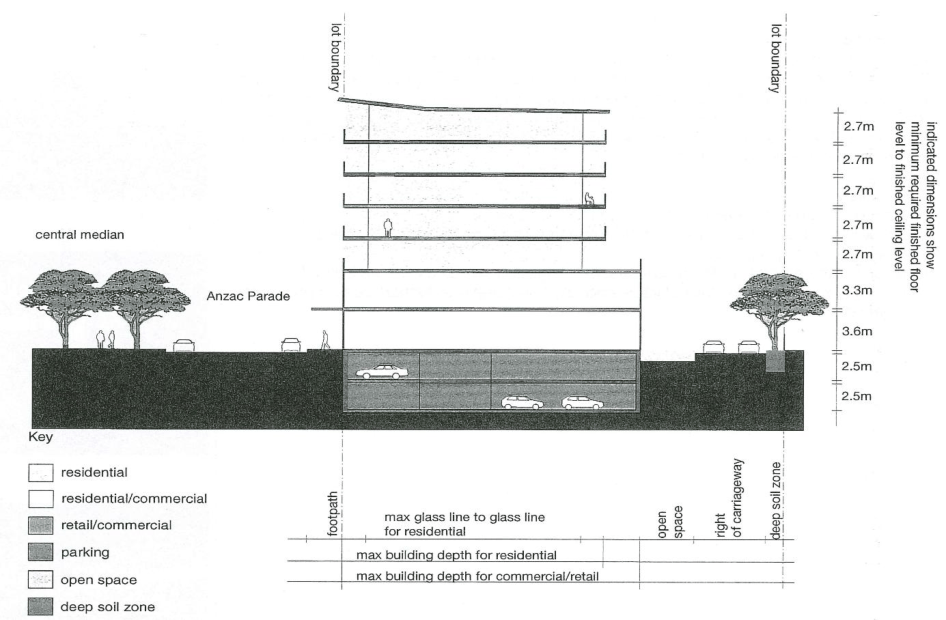 lot boundary
lot boundary
indicated dimensions show
minimum required finished floor
level to finished ceiling level
2.7m
2.7m
2.7m
2.7m
2.7m
3.3m
3.6m
2.5m
2.5m
central median
Anzac Parade
Key
residential
residential/commercial
retail/commercial
parking
open space
deep soil zone
footpath
max glass line to glass line
for residential
open
space
right
of carriageway
deep soil zone
max building depth for residential
max building depth for commercial/retail